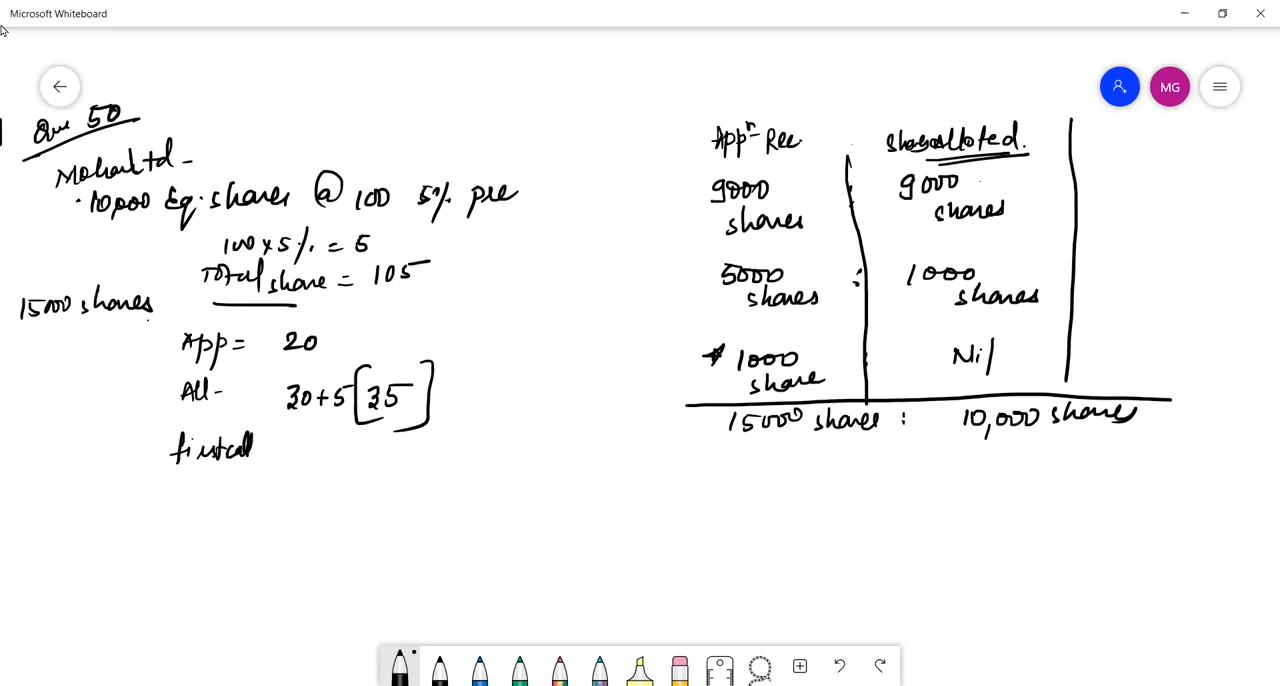 Microsoft Whiteboard
MG
Que 50
Mohan Ltd -
10,000 Eq. shares @ 100 5% pre
100 x 5% = 5
Total share = 105
15000 shares
App = 20
All - 30+5 [35]
first call
Appn Rec
shares alloted.
9000 shares : 9000 shares
5000 shares : 1000 shares
1000 share : Nil
15000 shares : 10,000 shares